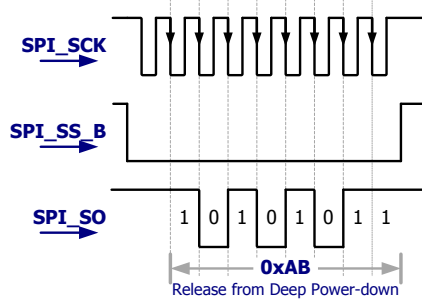 SPI_SCK
SPI_SS_B
SPI_SO
1 0 1 0 1 0 1 1
0xAB
Release from Deep Power-down